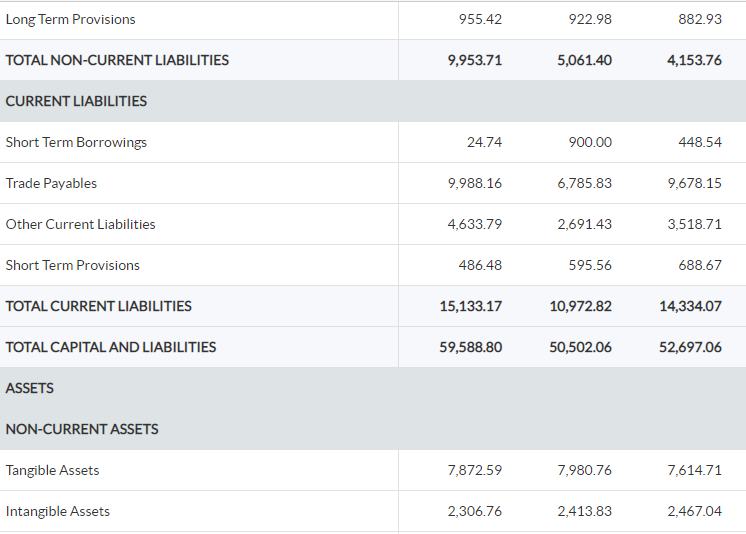 Long Term Provisions 955.42 922.98 882.93
TOTAL NON-CURRENT LIABILITIES 9,953.71 5,061.40 4,153.76
CURRENT LIABILITIES
Short Term Borrowings 24.74 900.00 448.54
Trade Payables 9,988.16 6,785.83 9,678.15
Other Current Liabilities 4,633.79 2,691.43 3,518.71
Short Term Provisions 486.48 595.56 688.67
TOTAL CURRENT LIABILITIES 15,133.17 10,972.82 14,334.07
TOTAL CAPITAL AND LIABILITIES 59,588.80 50,502.06 52,697.06
ASSETS
NON-CURRENT ASSETS
Tangible Assets 7,872.59 7,980.76 7,614.71
Intangible Assets 2,306.76 2,413.83 2,467.04